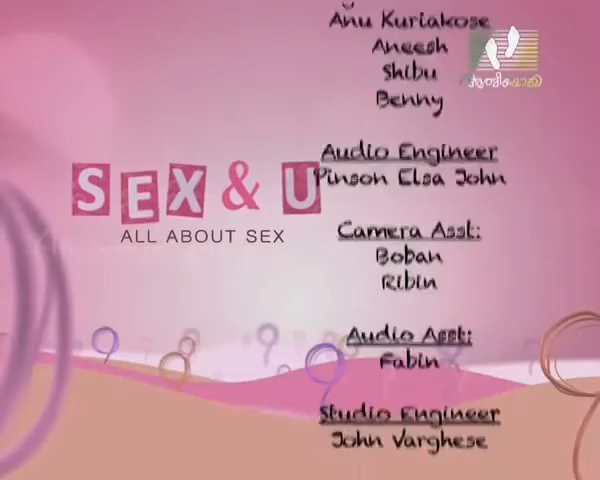 Anu Kuriakose
Aneesh
Shibu
Benny
Audio Engineer
Pinson Elsa John
SEX & U
ALL ABOUT SEX
Camera Asst:
Boban
Ribin
Audio Asst:
Fabin
Studio Engineer
John Varghese